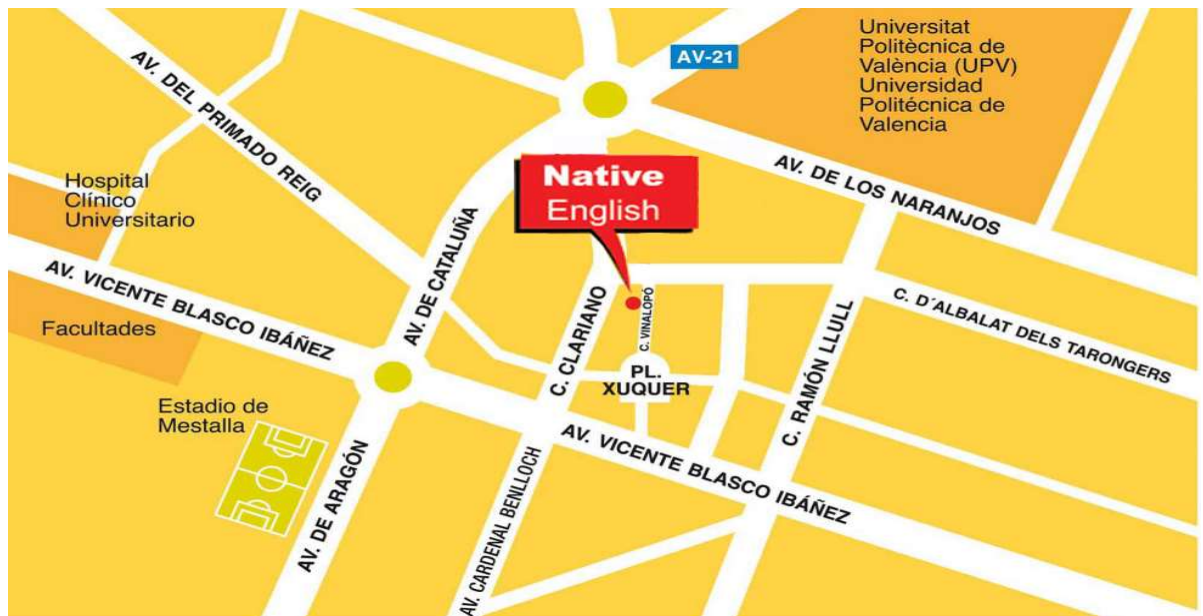 AV. DEL PRIMADO REIG
AV-21
Universitat
Politècnica de
València (UPV)
Universidad
Politécnica de
Valencia
AV. DE LOS NARANJOS
Native
English
Hospital
Clínico
Universitario
AV. DE CATALUÑA
AV. VICENTE BLASCO IBÁÑEZ
C. CLARIANO
C. VINALOPÓ
C. D´ALBALAT DELS TARONGERS
C. RAMÓN LLULL
Facultades
PL.
XUQUER
Estadio de
Mestalla
AV. VICENTE BLASCO IBÁÑEZ
AV. DE ARAGÓN
AV. CARDENAL BENLLOCH